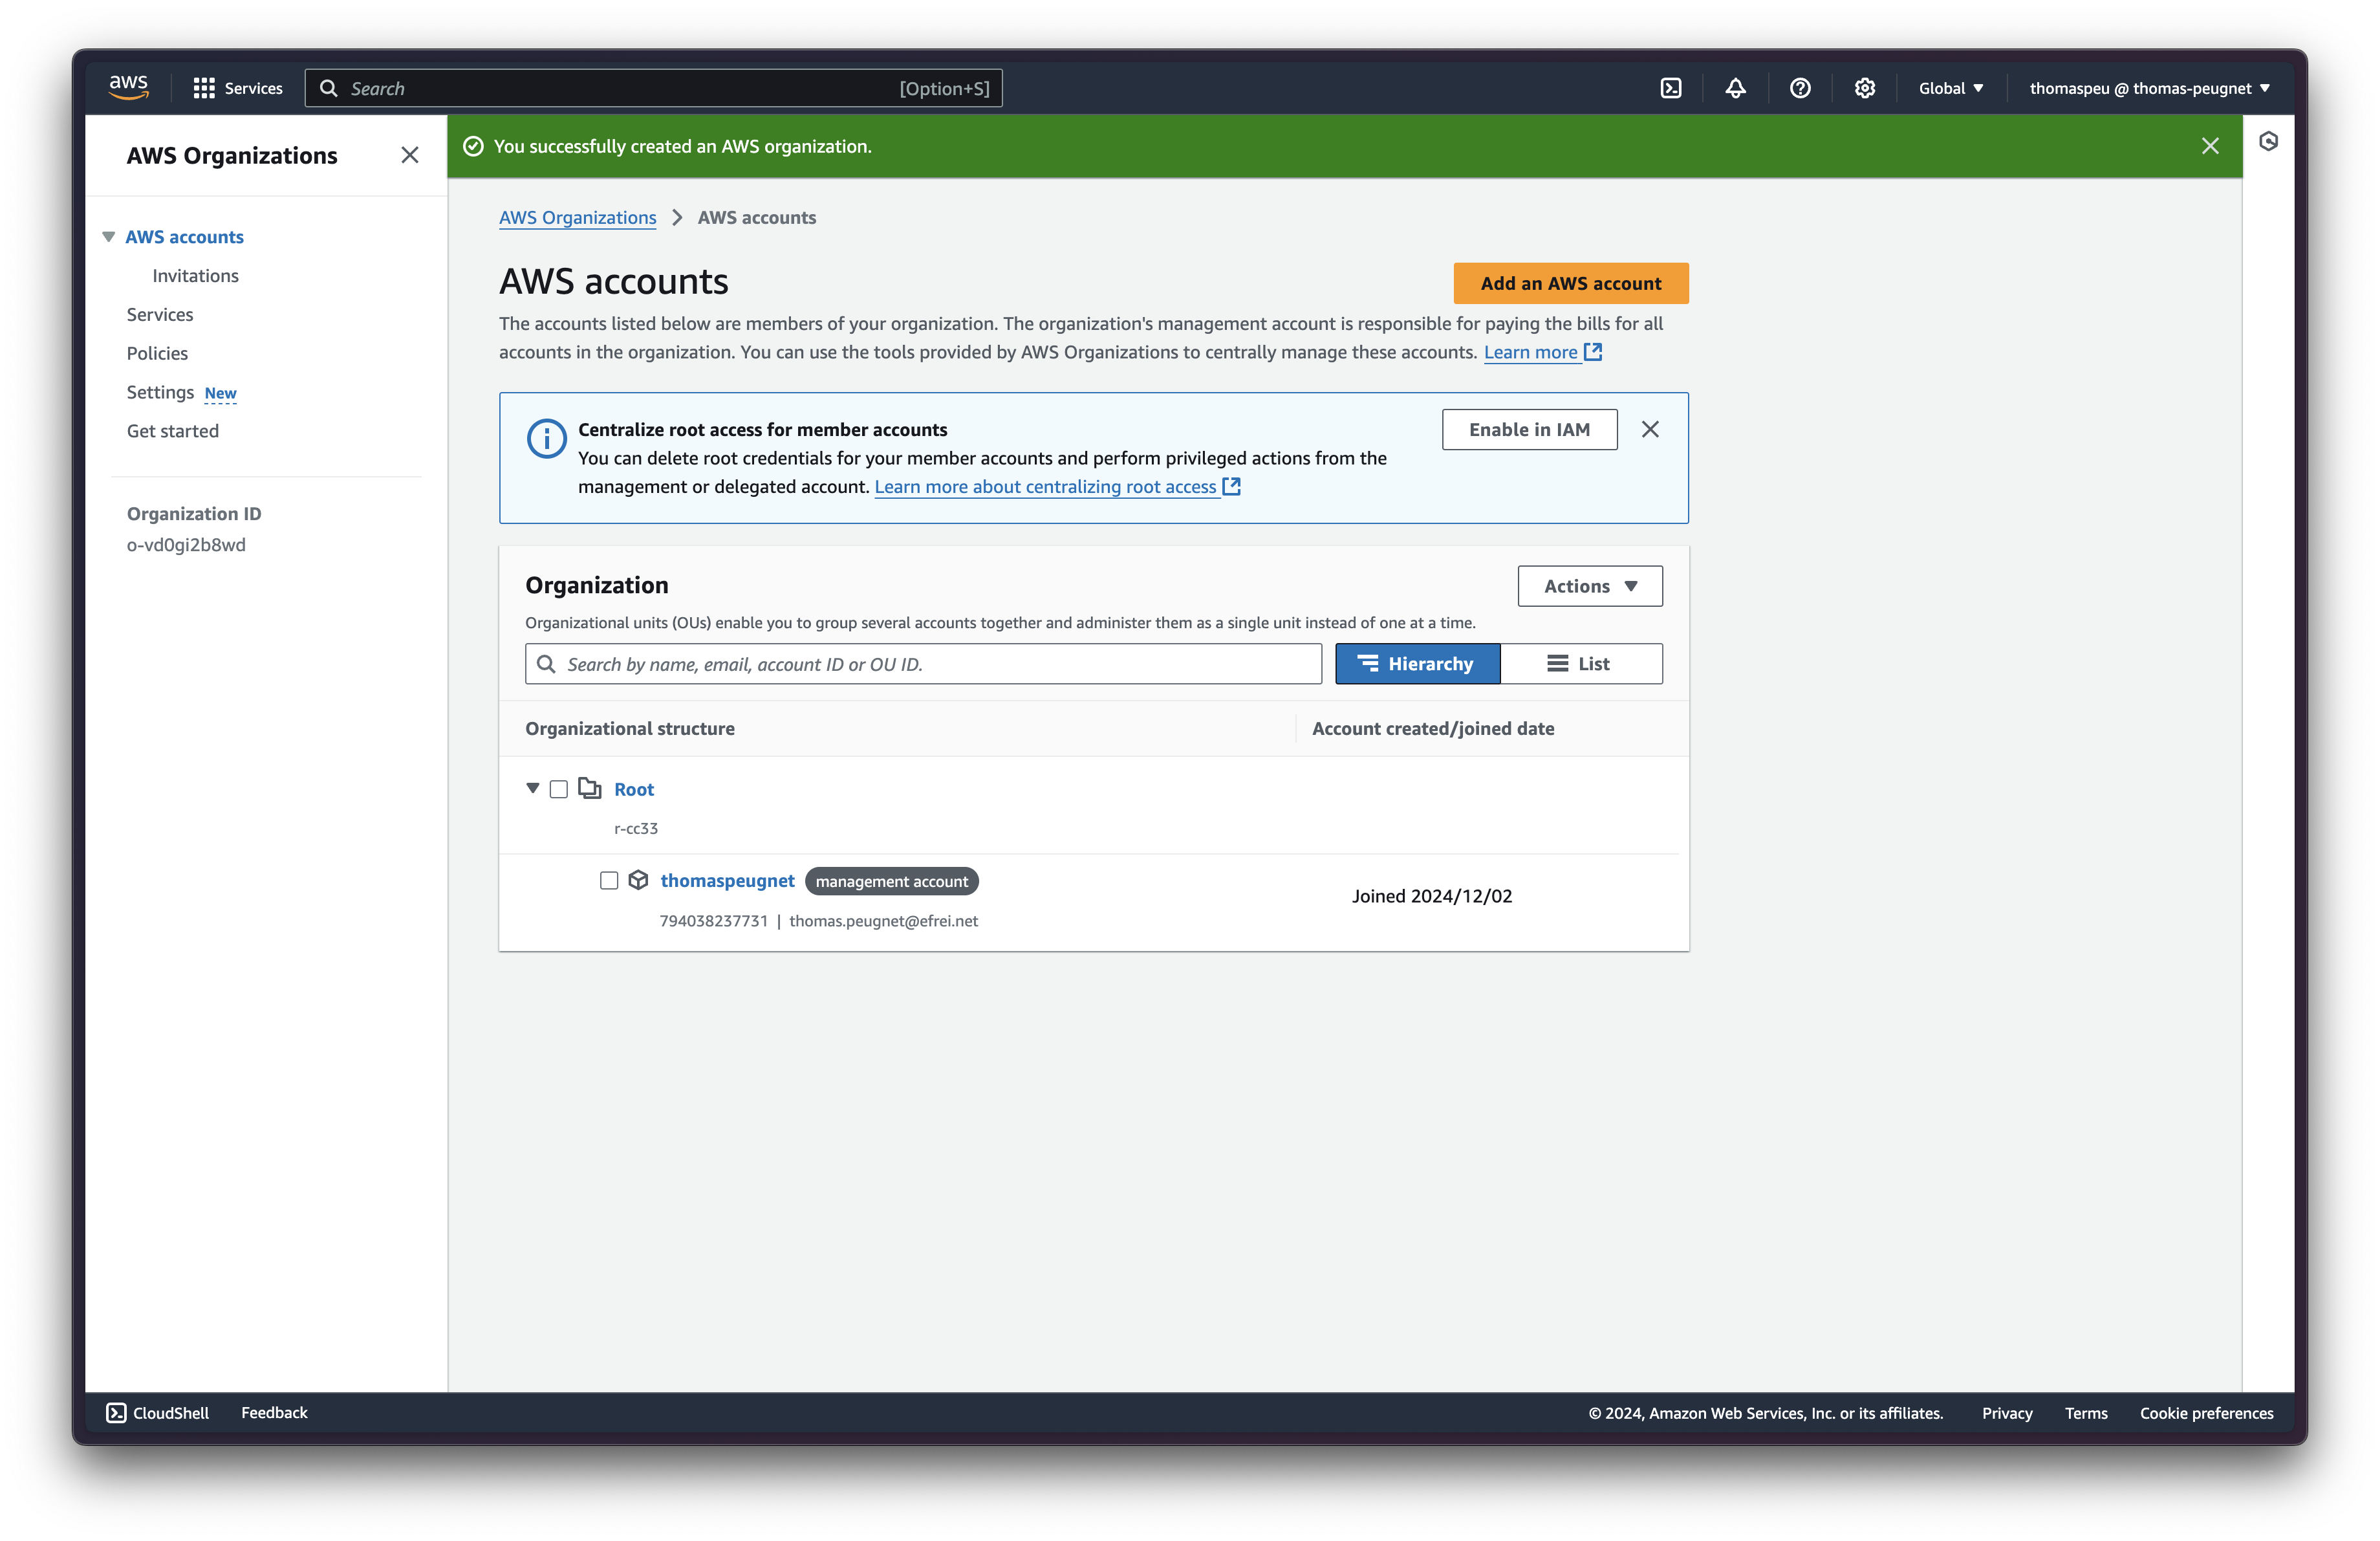 aws
Services
Search [Option+S]
Global
thomaspeu @ thomas-peugnet
AWS Organizations
AWS accounts
Invitations
Services
Policies
Settings New
Get started
Organization ID
o-vd0gi2b8wd
You successfully created an AWS organization.
AWS Organizations > AWS accounts
AWS accounts
Add an AWS account
The accounts listed below are members of your organization. The organization's management account is responsible for paying the bills for all
accounts in the organization. You can use the tools provided by AWS Organizations to centrally manage these accounts. Learn more
Centralize root access for member accounts
You can delete root credentials for your member accounts and perform privileged actions from the
management or delegated account. Learn more about centralizing root access
Enable in IAM
Organization
Actions
Organizational units (OUs) enable you to group several accounts together and administer them as a single unit instead of one at a time.
Search by name, email, account ID or OU ID.
Hierarchy
List
Organizational structure
Account created/joined date
Root
r-cc33
thomaspeugnet management account
Joined 2024/12/02
794038237731 | thomas.peugnet@efrei.net
CloudShell
Feedback
© 2024, Amazon Web Services, Inc. or its affiliates.
Privacy
Terms
Cookie preferences